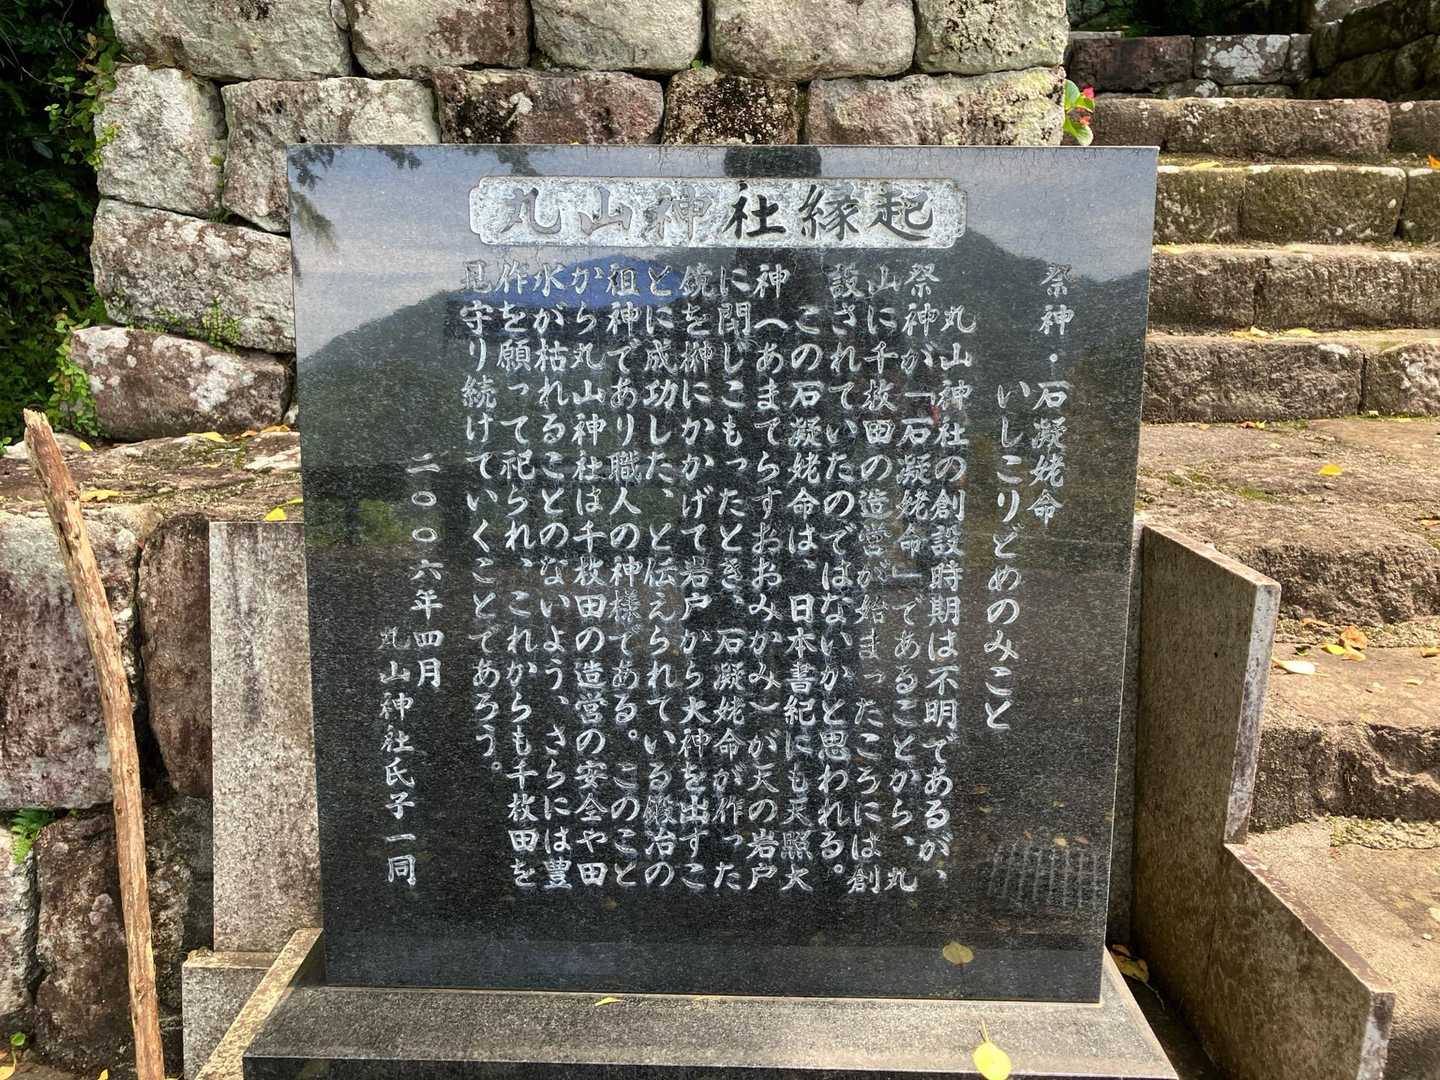 丸山神社縁起
祭神・石凝姥命
いしこりどめのみこと
丸山神社の創設時期は不明であるが、
祭神が「石凝姥命」であることから、丸
山に千枚田の造営が始まったころには創
設されていたのではないかと思われる。
この石凝姥命は、日本書紀にも天照大
神（あまてらすおおみかみ）が天の岩戸
に閉じこもったとき、石凝姥命が作った
鏡を榊にかかげて岩戸から大神を出すこ
とに成功した、と伝えられている鍛冶の
祖神であり職人の神様である。このこと
から丸山神社は千枚田の造営の安全や田
水が枯れることのないよう、さらには豊
作を願って祀られ、これからも千枚田を
見守り続けていくことであろう。
二〇〇六年四月
丸山神社氏子一同